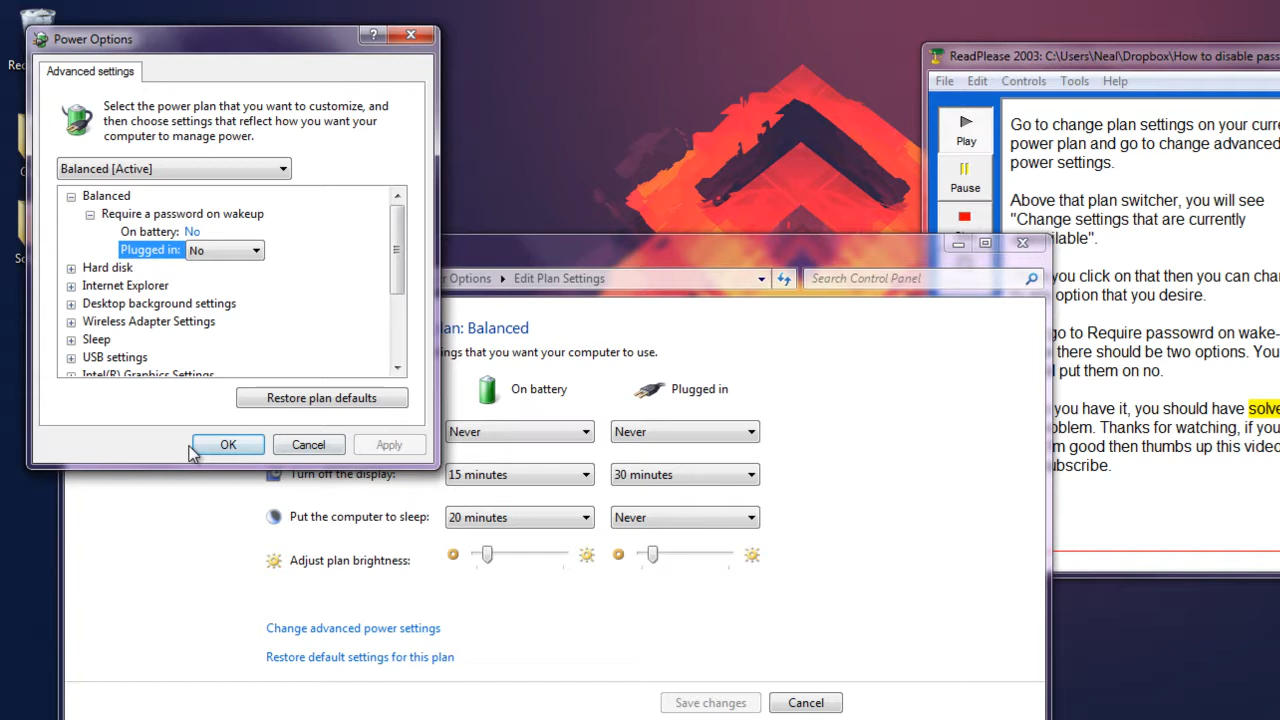 Power Options
Advanced settings
Select the power plan that you want to customize, and
then choose settings that reflect how you want your
computer to manage power.
Balanced [Active]
Balanced
Require a password on wakeup
On battery: No
Plugged in: No
Hard disk
Internet Explorer
Desktop background settings
Wireless Adapter Settings
Sleep
USB settings
Intel(R) Graphics Settings
Restore plan defaults
OK
Cancel
Apply
ReadPlease 2003: C:\Users\Neal\Dropbox\How to disable pass
File Edit Controls Tools Help
Play
Pause
Go to change plan settings on your curre
power plan and go to change advanced
power settings.
Above that plan switcher, you will see
"Change settings that are currently
ilable".
you click on that then you can char
option that you desire.
go to Require passowrd on wake-
there should be two options. You
put them on no.
you have it, you should have solve
oblem. Thanks for watching, if you
m good then thumbs up this video
ubscribe.
r Options
Edit Plan Settings
Search Control Panel
an: Balanced
ings that you want your computer to use.
On battery
Plugged in
Never
Never
Turn off the display:
15 minutes
30 minutes
Put the computer to sleep:
20 minutes
Never
Adjust plan brightness:
Change advanced power settings
Restore default settings for this plan
Save changes
Cancel